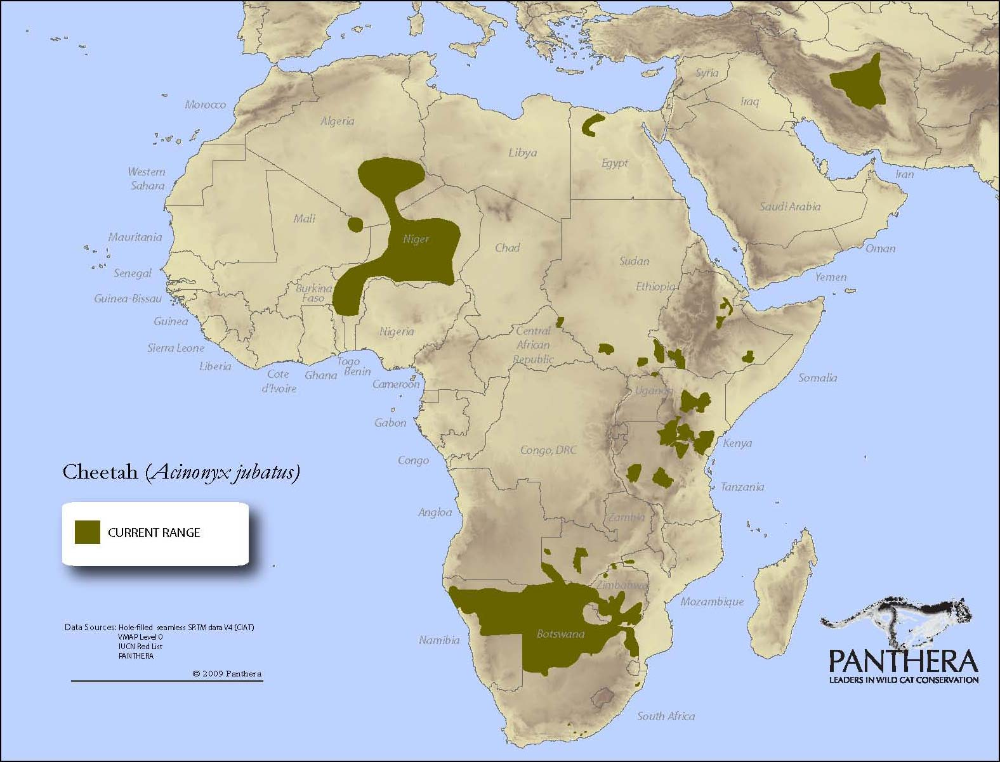 Syria
Morocco
Iraq
Algeria
Libya
Egypt
Western
Sahara
Iran
Saudi Arabia
Mali
Mauritania
Niger
Chad
Oman
Sudan
Senegal
Yemen
Burkina
Faso
Ethiopia
Guinea-Bissau
Guinea
Nigeria
Central
African
Republic
Sierra Leone
Liberia
Togo
Benin
Cote
d'Ivoire
Ghana
Cameroon
Somalia
Uganda
Gabon
Kenya
Congo
Congo, DRC
Cheetah (Acinonyx jubatus)
Tanzania
Angloa
Zambia
CURRENT RANGE
Zimbabwe
Mozambique
Botswana
Namibia
Data Sources: Hole-filled seamless SRTM data V4 (CIAT)
VMAP Level 0
IUCN Red List
PANTHERA
© 2009 Panthera
PANTHERA
LEADERS IN WILD CAT CONSERVATION
South Africa